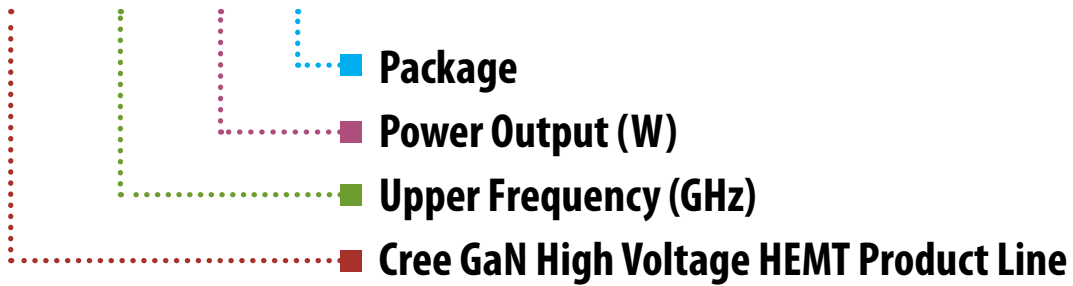 Package
Power Output (W)
Upper Frequency (GHz)
Cree GaN High Voltage HEMT Product Line